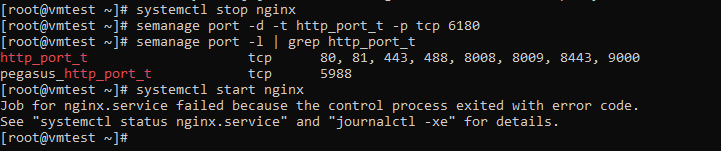 [root@vmtest ~]# systemctl stop nginx
[root@vmtest ~]# semanage port -d -t http_port_t -p tcp 6180
[root@vmtest ~]# semanage port -l | grep http_port_t
http_port_t                    tcp      80, 81, 443, 488, 8008, 8009, 8443, 9000
pegasus_http_port_t            tcp      5988
[root@vmtest ~]# systemctl start nginx
Job for nginx.service failed because the control process exited with error code.
See "systemctl status nginx.service" and "journalctl -xe" for details.
[root@vmtest ~]#